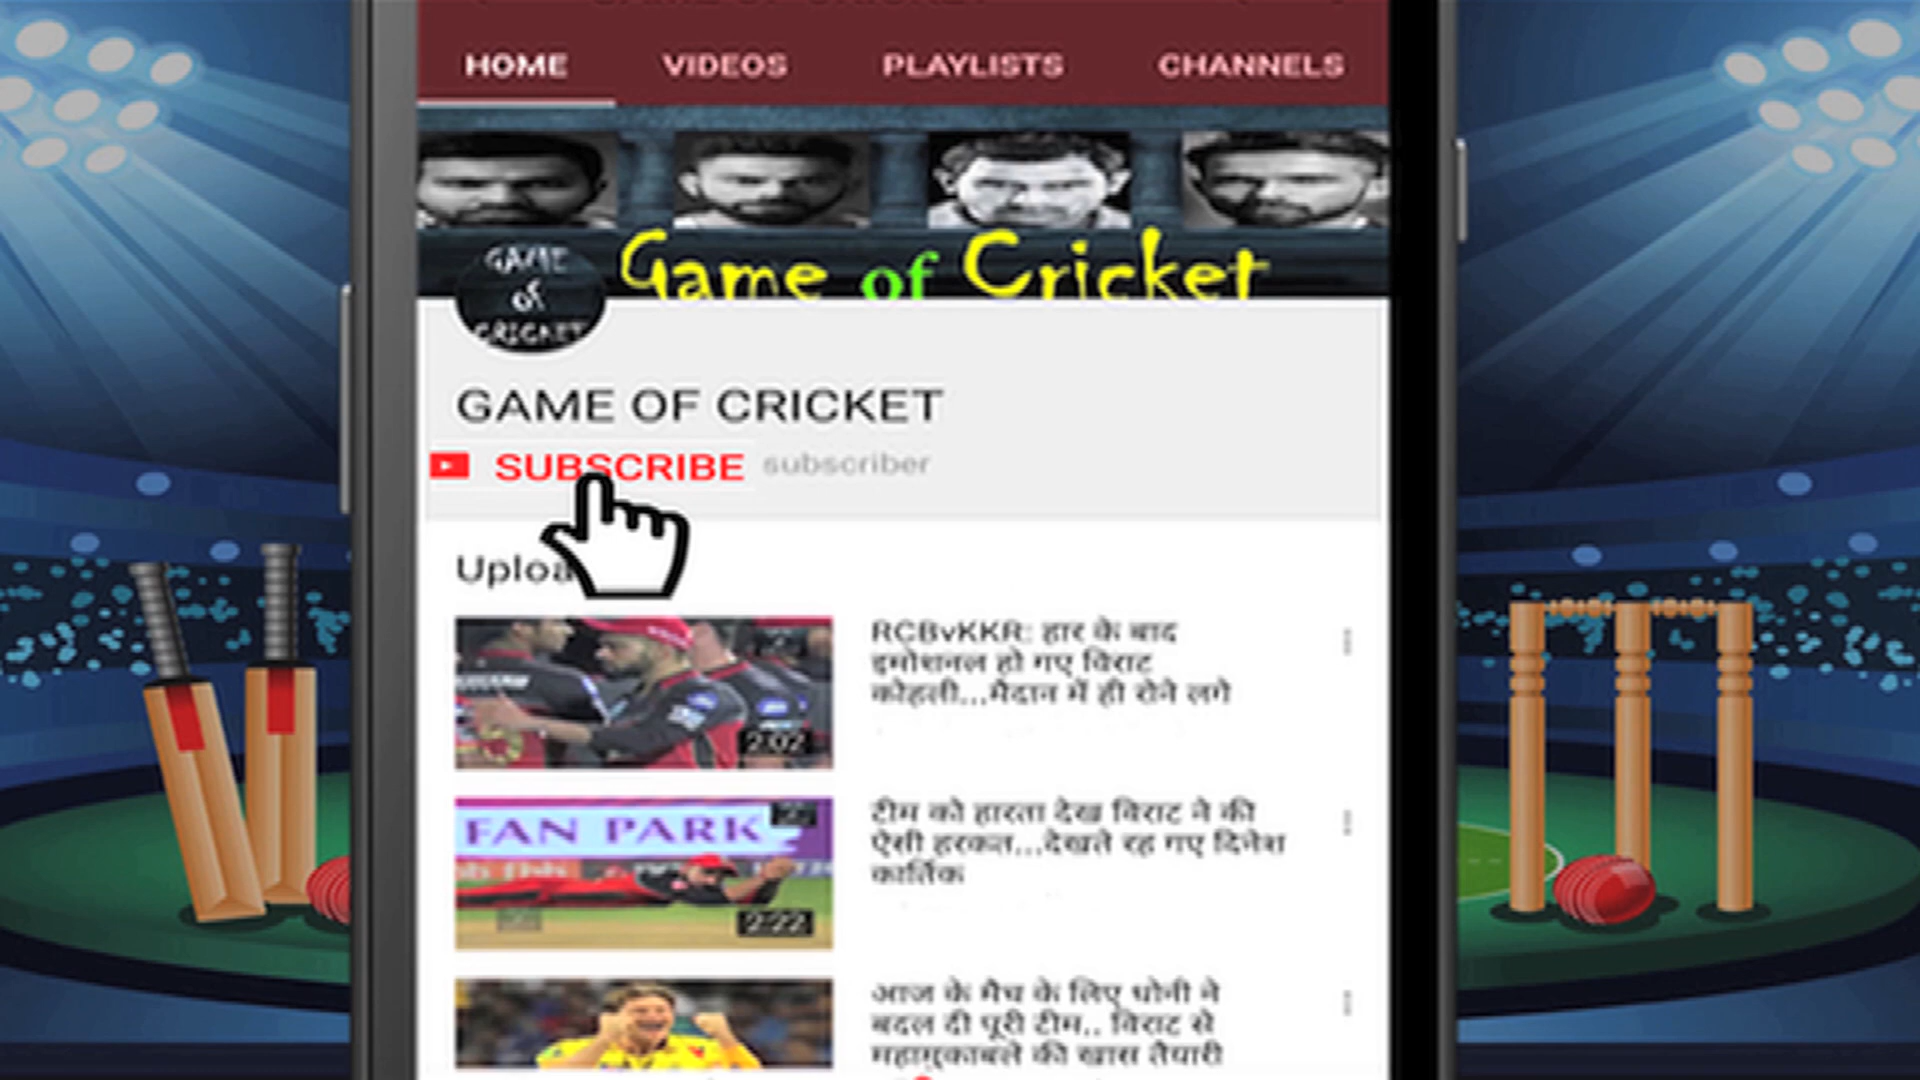 HOME VIDEOS PLAYLISTS CHANNELS
Game of Cricket
GAME
of
CRICKET
GAME OF CRICKET
SUBSCRIBE subscriber
RCBvKKR: हार के बाद
इमोशनल हो गए विराट
कोहली...मैदान में ही रोने लगे
2:02
FAN PARK
टीम को हारता देख विराट ने की
ऐसी हरकत...देखते रह गए दिनेश
कार्तिक
2:22
आज के मैच के लिए धोनी ने
बदल दी पूरी टीम.. विराट से
महामुकाबले की खास तैयारी